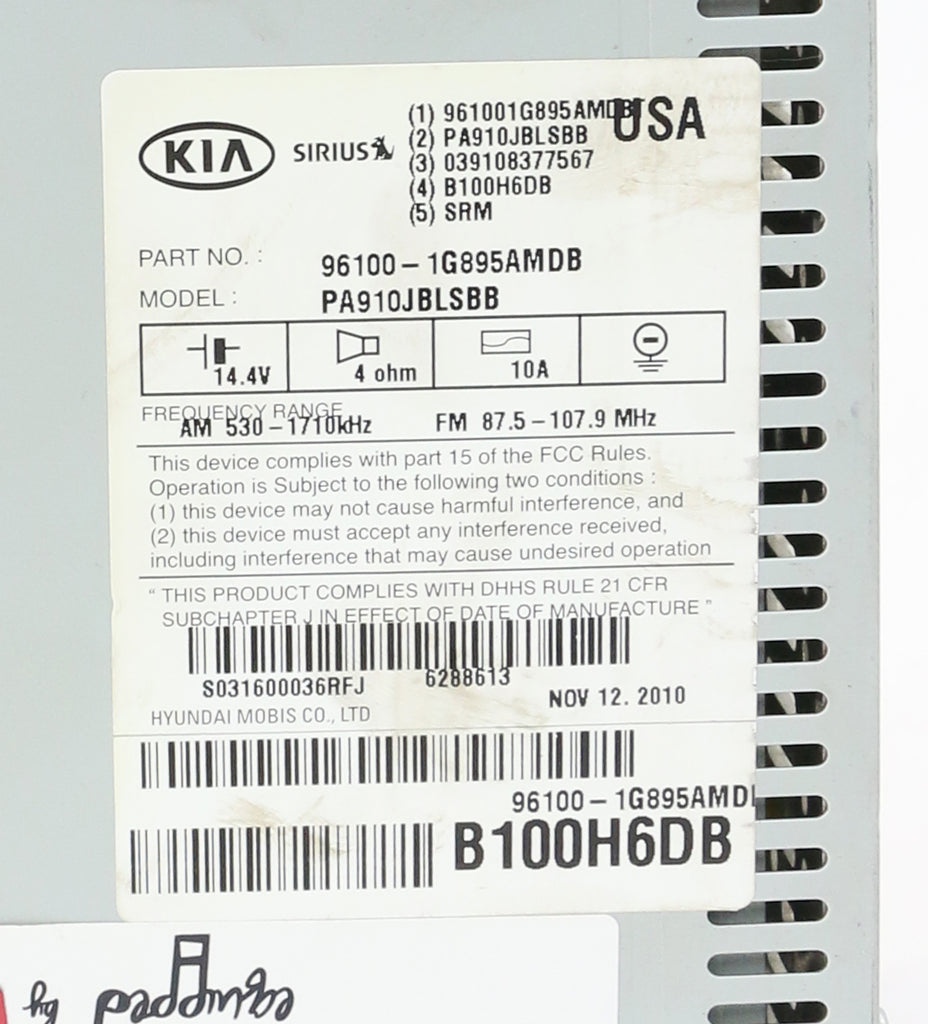 (1) 961001G895AMDB
USA
(2) PA910JBLSBB
KIA SIRIUS
(3) 039108377567
(4) B100H6DB
(5) SRM
PART NO. : 96100-1G895AMDB
MODEL : PA910JBLSBB
14.4V 4 ohm 10A
FREQUENCY RANGE
AM 530-1710kHz FM 87.5-107.9 MHz
This device complies with part 15 of the FCC Rules.
Operation is Subject to the following two conditions :
(1) this device may not cause harmful interference, and
(2) this device must accept any interference received,
including interference that may cause undesired operation
" THIS PRODUCT COMPLIES WITH DHHS RULE 21 CFR
SUBCHAPTER J IN EFFECT OF DATE OF MANUFACTURE "
S031600036RFJ 6288613 NOV 12. 2010
HYUNDAI MOBIS CO., LTD
96100-1G895AMD
B100H6DB
equipped by